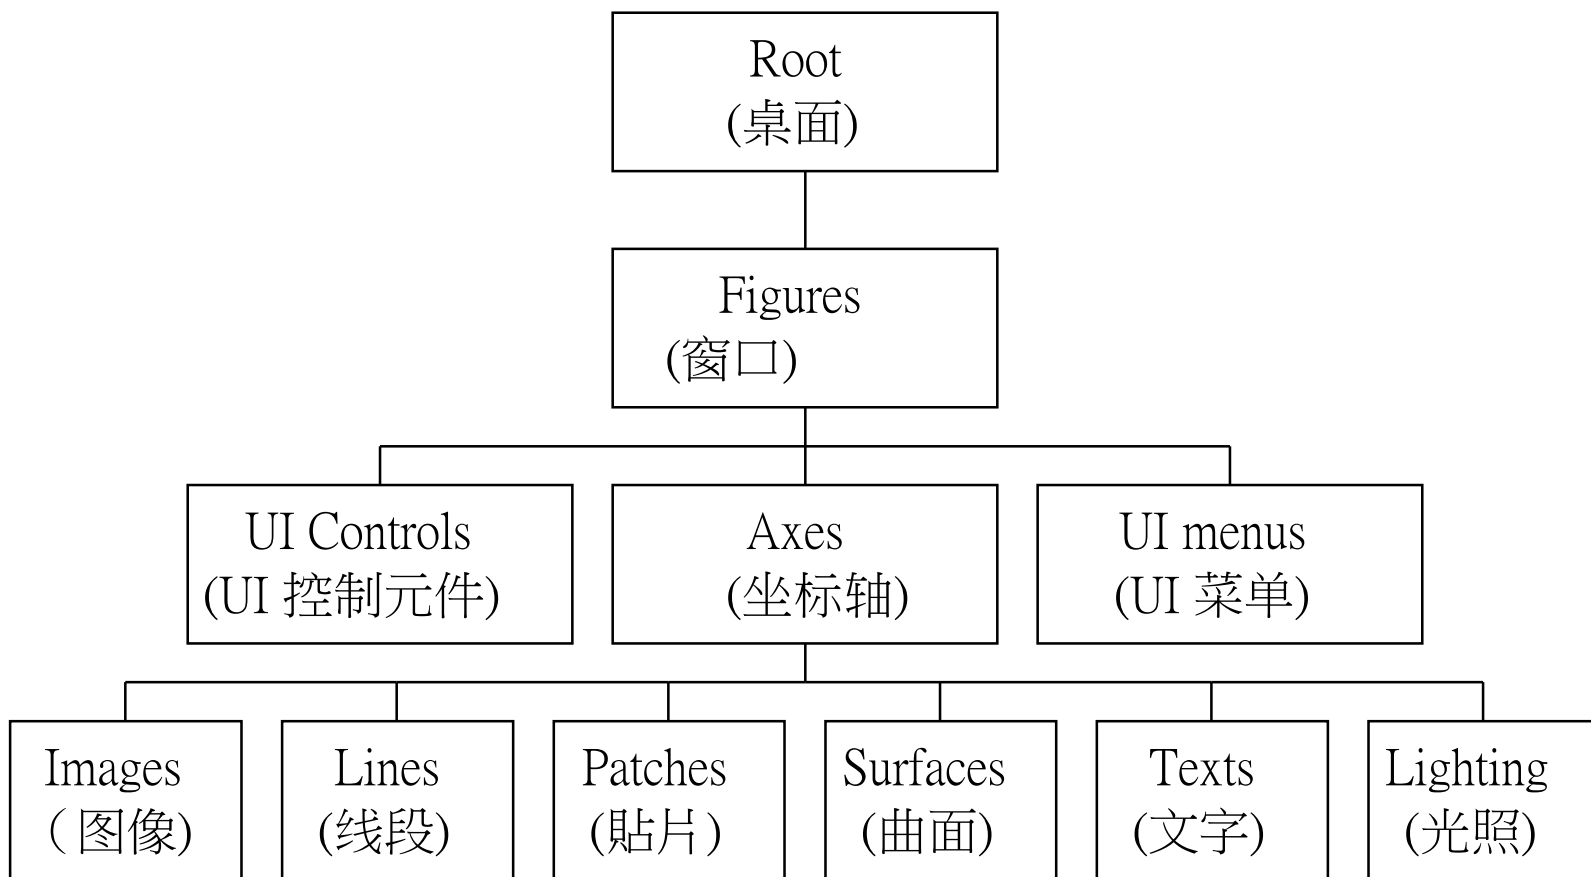 Root
(桌面)
Figures
(窗口)
UI Controls
(UI 控制元件)
Axes
(坐标轴)
UI menus
(UI 菜单)
Images
（图像)
Lines
(线段)
Patches
(貼片)
Surfaces
(曲面)
Texts
(文字)
Lighting
(光照)